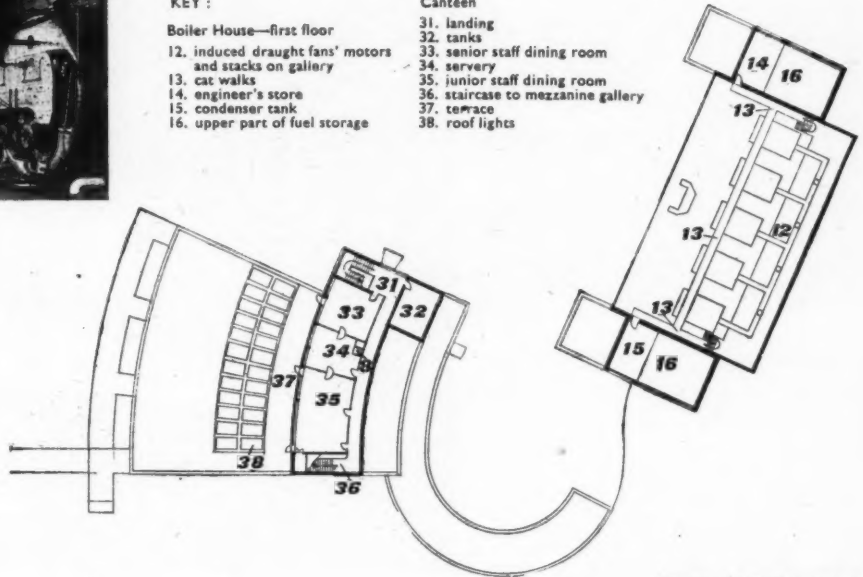 KEY :
Boiler House—first floor
12. induced draught fans' motors
and stacks on gallery
13. cat walks
14. engineer's store
15. condenser tank
16. upper part of fuel storage
Canteen
31. landing
32. tanks
33. senior staff dining room
34. servery
35. junior staff dining room
36. staircase to mezzanine gallery
37. terrace
38. roof lights
14
16
13
12
13
13
15
16
31
33
32
34
37
35
38
36